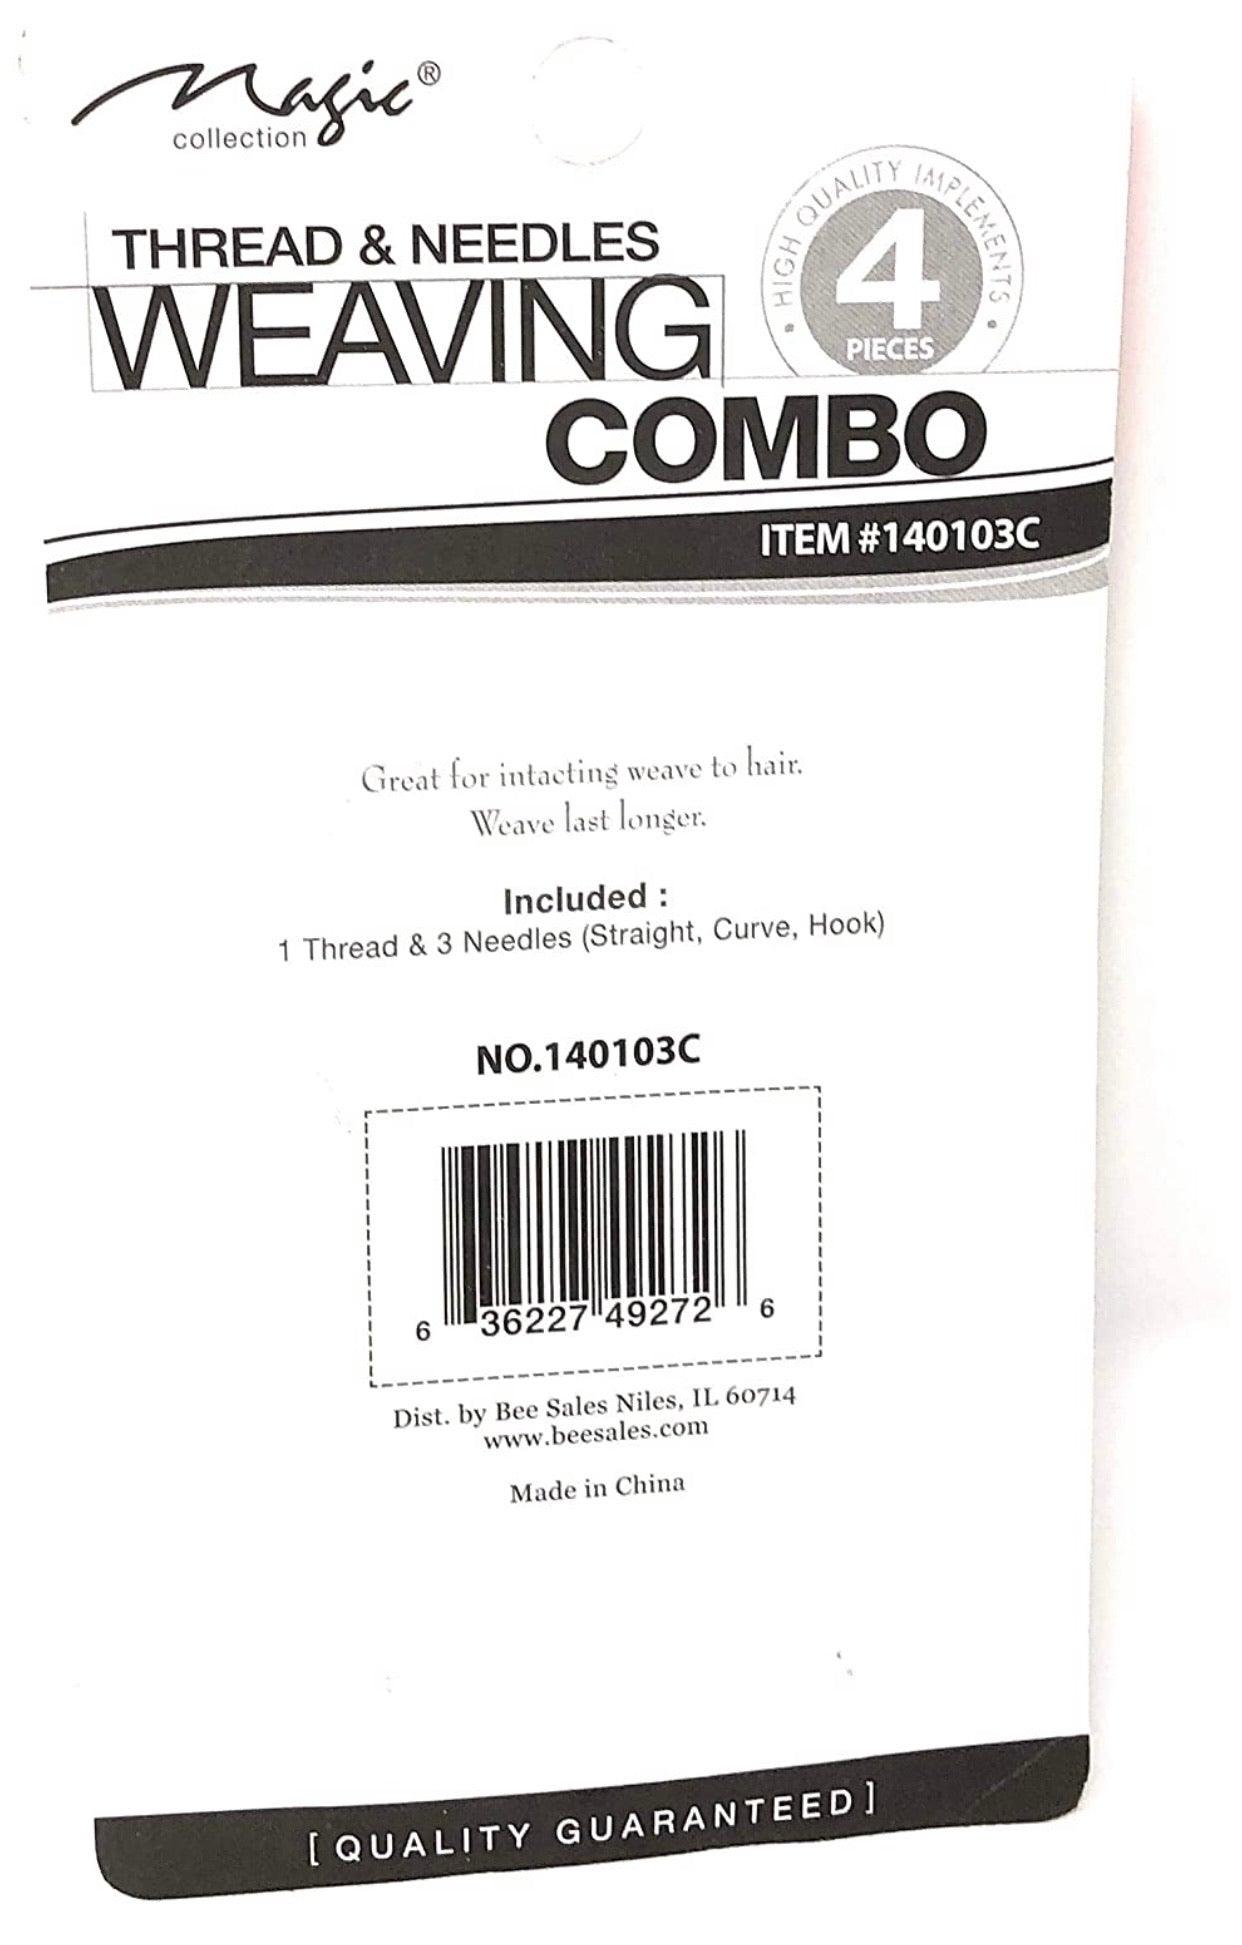 Magic®
collection
THREAD & NEEDLES
WEAVING
COMBO
• HIGH QUALITY IMPLEMENTS •
4
PIECES
ITEM #140103C
Great for intacting weave to hair.
Weave last longer.
Included :
1 Thread & 3 Needles (Straight, Curve, Hook)
NO.140103C
6 36227 49272 6
Dist. by Bee Sales Niles, IL 60714
www.beesales.com
Made in China
[ QUALITY GUARANTEED ]